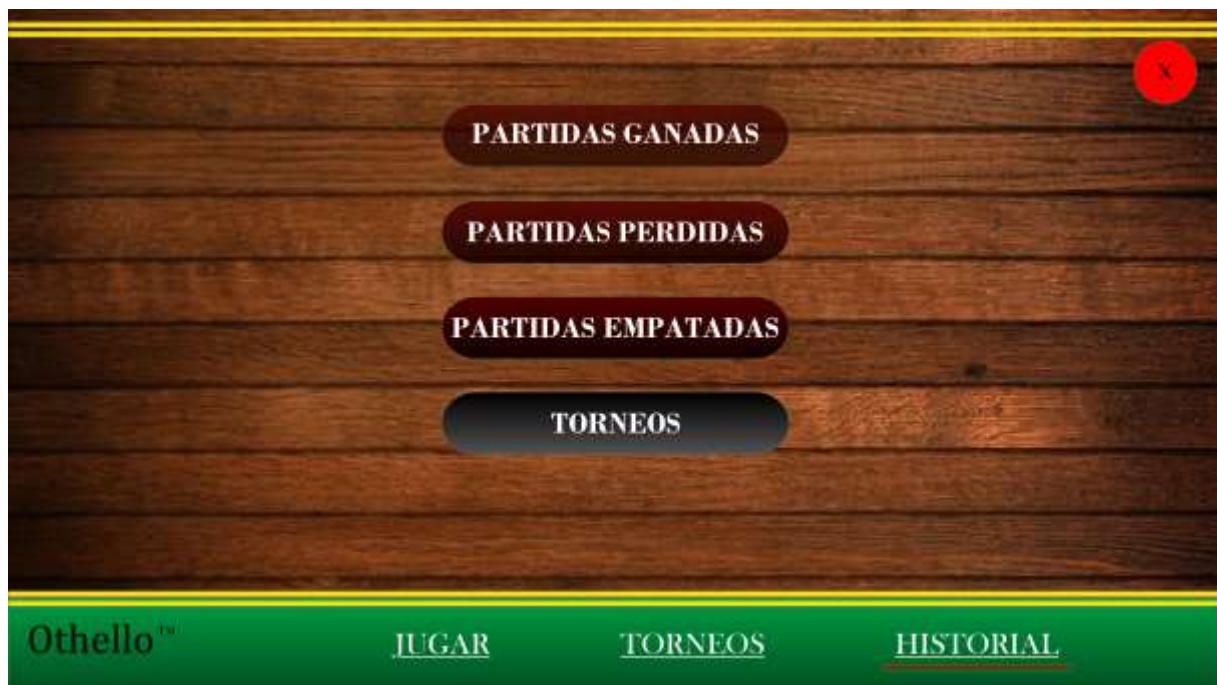 X
PARTIDAS GANADAS
PARTIDAS PERDIDAS
PARTIDAS EMPATADAS
TORNEOS
Othello™ JUGAR TORNEOS HISTORIAL